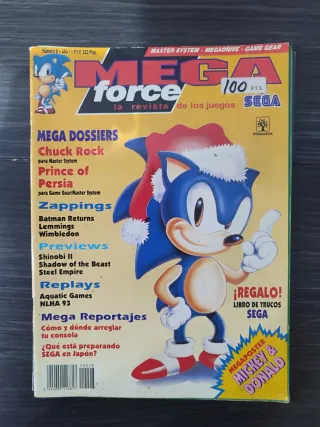 MASTER SYSTEM - MEGADRIVE - GAME GEAR
MEGA
force
la revista de los juegos
100 P.T.S.
SEGA
MEGA DOSSIERS
Chuck Rock
para Master System
Prince of
Persia
para Game Gear/Master System
Zappings
Batman Returns
Lemmings
Wimbledon
Previews
Shinobi II
Shadow of the Beast
Steel Empire
Replays
Aquatic Games
NLHA 93
Mega Reportajes
Cómo y dónde arreglar
tu consola
¿Qué está preparando
SEGA en Japón?
¡REGALO!
LIBRO DE TRUCOS
SEGA
MEGAPOSTER
MICKEY &
DONALD